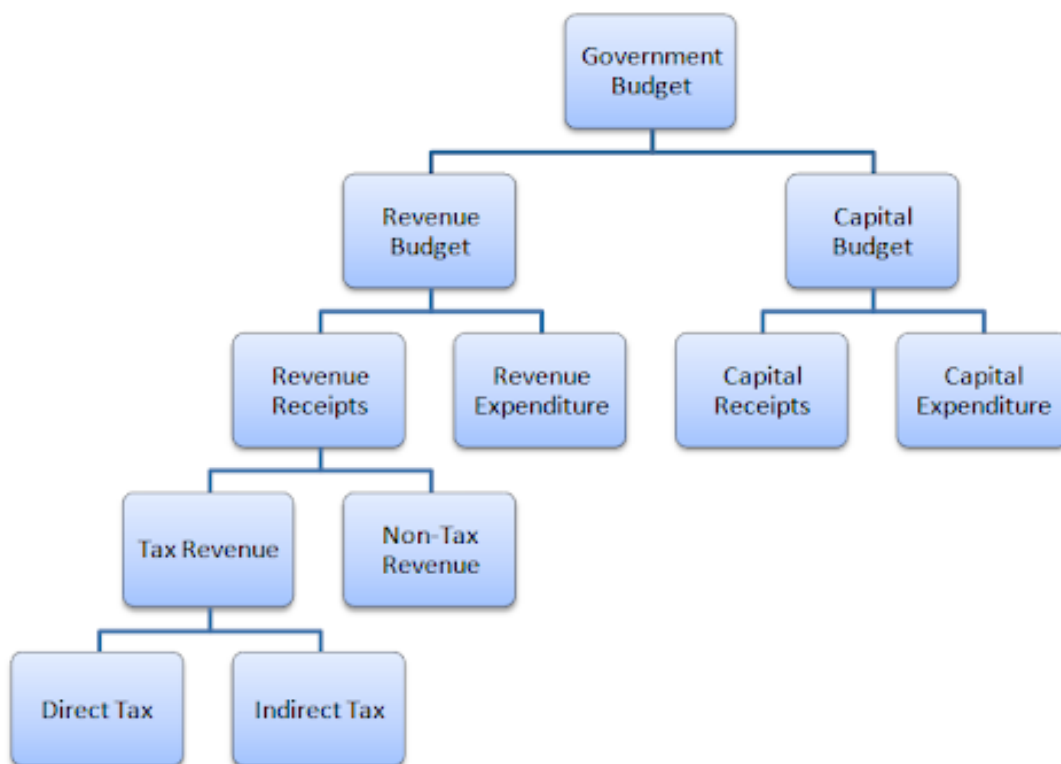 Government
Budget
Revenue
Budget
Capital
Budget
Revenue
Receipts
Revenue
Expenditure
Capital
Receipts
Capital
Expenditure
Tax Revenue
Non-Tax
Revenue
Direct Tax
Indirect Tax